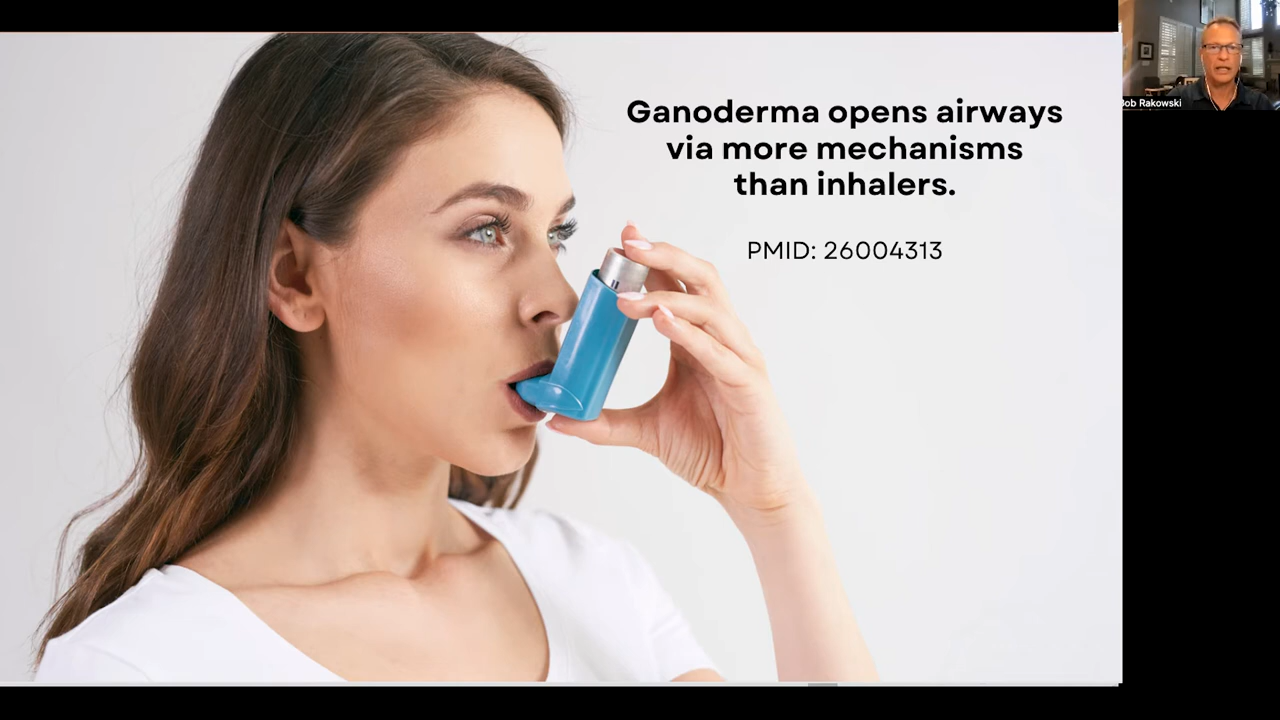 Ganoderma opens airways
via more mechanisms
than inhalers.
PMID: 26004313
Bob Rakowski